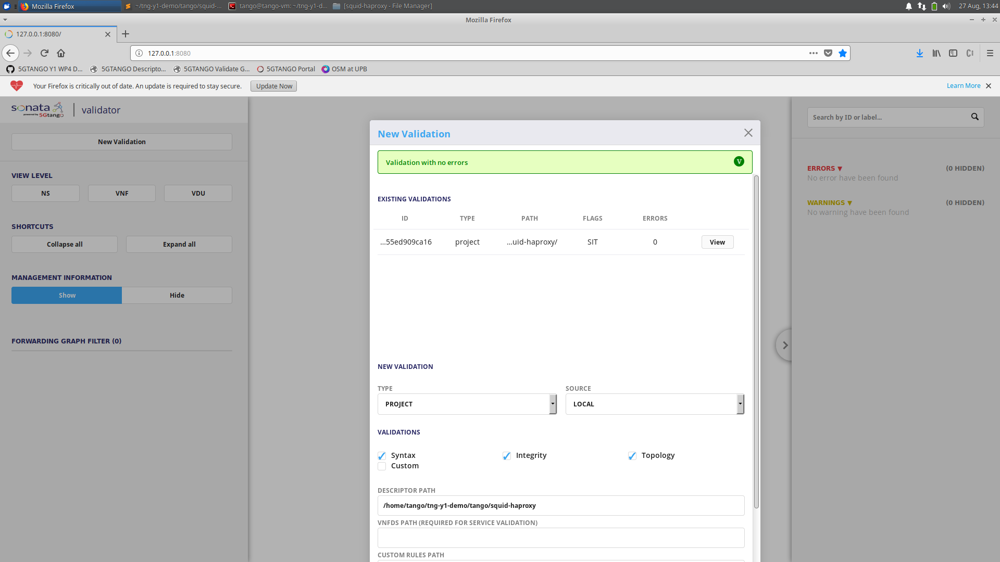 Mozilla Firefox
~/tng-y1-demo/tango/squid-...
tango@tango-vm: ~/tng-y1-d...
[squid-haproxy - File Manager]
27 Aug, 13:44
Mozilla Firefox
127.0.0.1:8080/
127.0.0.1:8080
5GTANGO Y1 WP4 D...
5GTANGO Descripto...
5GTANGO Validate G...
5GTANGO Portal
OSM at UPB
Your Firefox is critically out of date. An update is required to stay secure.
Update Now
Learn More
sonata
powered by 5Gtango
validator
New Validation
VIEW LEVEL
NS
VNF
VDU
SHORTCUTS
Collapse all
Expand all
MANAGEMENT INFORMATION
Show
Hide
FORWARDING GRAPH FILTER (0)
New Validation
Validation with no errors
V
EXISTING VALIDATIONS
ID TYPE PATH FLAGS ERRORS
...55ed909ca16 project ...uid-haproxy/ SIT 0 View
NEW VALIDATION
TYPE
PROJECT
SOURCE
LOCAL
VALIDATIONS
Syntax
Integrity
Topology
Custom
DESCRIPTOR PATH
/home/tango/tng-y1-demo/tango/squid-haproxy
VNFDS PATH (REQUIRED FOR SERVICE VALIDATION)
CUSTOM RULES PATH
Search by ID or label...
ERRORS ▼ (0 HIDDEN)
No error have been found
WARNINGS ▼ (0 HIDDEN)
No warning have been found